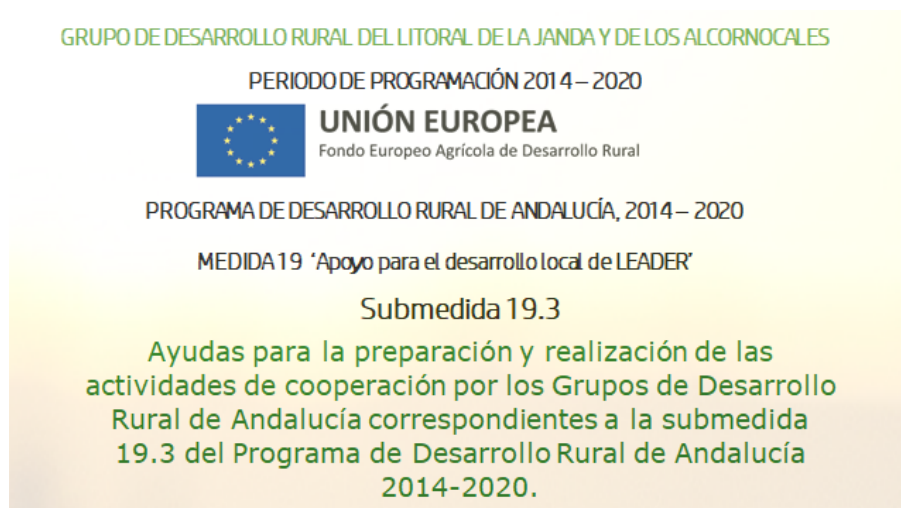 GRUPO DE DESARROLLO RURAL DEL LITORAL DE LA JANDA Y DE LOS ALCORNOCALES
PERIODO DE PROGRAMACIÓN 2014 – 2020
UNIÓN EUROPEA
Fondo Europeo Agrícola de Desarrollo Rural
PROGRAMA DE DESARROLLO RURAL DE ANDALUCÍA, 2014 – 2020
MEDIDA 19 ‘Apoyo para el desarrollo local de LEADER’
Submedida 19.3
Ayudas para la preparación y realización de las
actividades de cooperación por los Grupos de Desarrollo
Rural de Andalucía correspondientes a la submedida
19.3 del Programa de Desarrollo Rural de Andalucía
2014-2020.